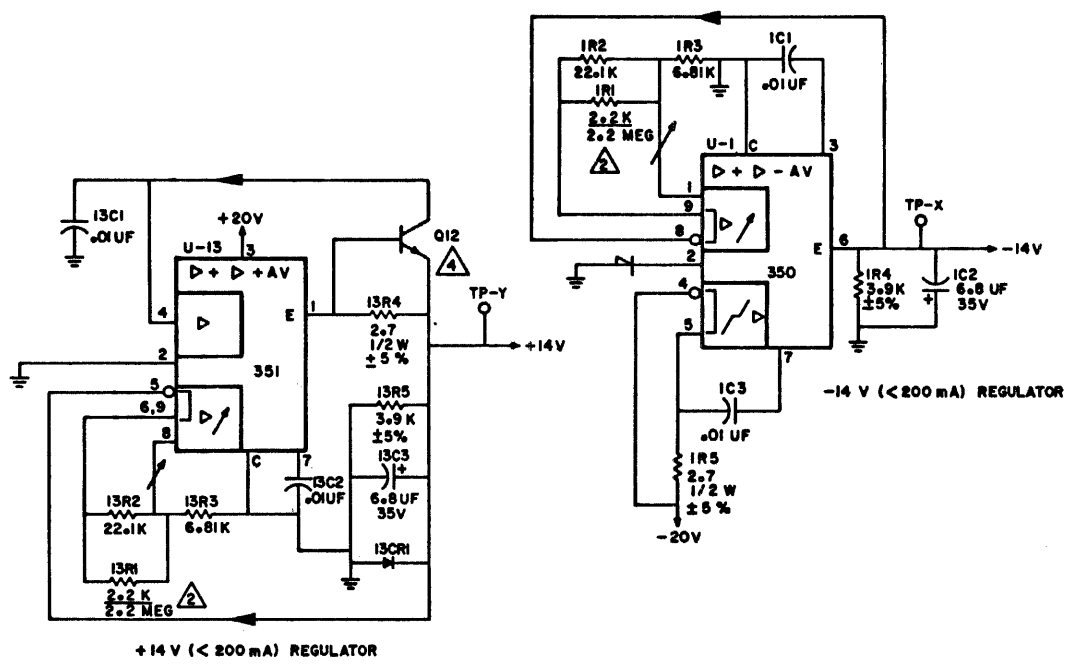 1R2
22.1K
1R1
2.2K
2.2 MEG
2
1R3
6.81K
1C1
.01UF
U-1
C
3
▷+ ▷ -AV
1
9
8
2
4
5
E
6
350
7
TP-X
-14V
1R4
3.9K
±5%
1C2
6.8 UF
35V
+
1C3
.01 UF
1R5
2.7
1/2 W
±5%
-20V
-14 V (<200 mA) REGULATOR
13C1
.01UF
+20V
U-13
3
▷+ ▷ +AV
4
2
5
6,9
8
E
1
351
C
7
Q12
4
13R4
2.7
1/2 W
±5%
TP-Y
+14V
13R5
3.9K
±5%
13C3
+
6.8UF
35V
13CR1
13C2
.01UF
13R2
22.1K
13R3
6.81K
13R1
2.2K
2.2 MEG
2
+14 V (<200 mA) REGULATOR